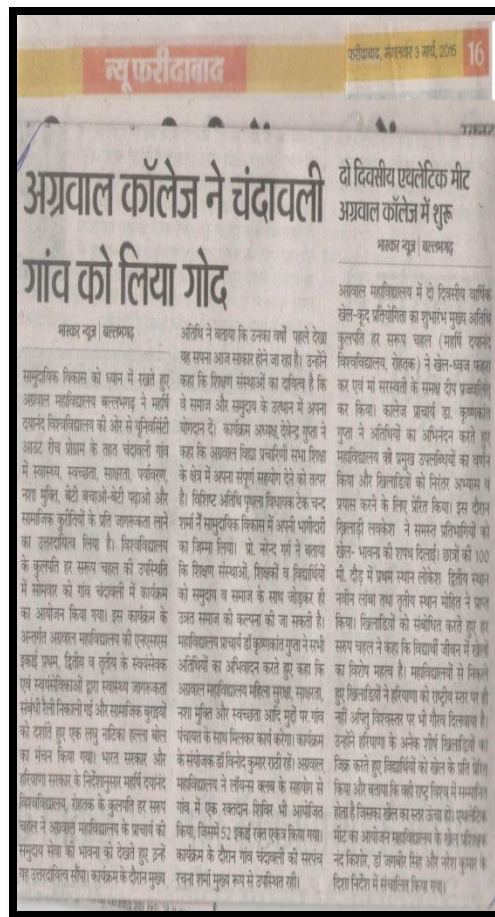 न्यू फरीदाबाद
फरीदाबाद, मंगलवार 3 मार्च, 2015 16
अग्रवाल कॉलेज ने चंदावली
गांव को लिया गोद
भास्कर न्यूज | बल्लभगढ़
सामुदायिक विकास को ध्यान में रखते हुए
अग्रवाल महाविद्यालय बल्लभगढ़ ने महर्षि
दयानंद विश्वविद्यालय की ओर से यूनिवर्सिटी
आउट रीच प्रोग्राम के तहत चंदावली गांव
में स्वास्थ्य, स्वच्छता, साक्षरता, पर्यावरण,
नशा मुक्ति, बेटी बचाओ-बेटी पढ़ाओ और
सामाजिक कुरीतियों के प्रति जागरूकता लाने
का उत्तरदायित्व लिया है। विश्वविद्यालय
के कुलपति हर सरूप चहल की उपस्थिति
में सोमवार को गांव चंदावली में कार्यक्रम
का आयोजन किया गया। इस कार्यक्रम के
अन्तर्गत अग्रवाल महाविद्यालय की एनएसएस
इकाई प्रथम, द्वितीय व तृतीय के स्वयंसेवक
एवं स्वयंसेविकाओं द्वारा स्वास्थ्य जागरूकता
संबंधी रैली निकाली गई और सामाजिक बुराइयों
को दर्शाते हुए एक लघु नाटिका हल्ला बोल
का मंचन किया गया। भारत सरकार और
हरियाणा सरकार के निर्देशानुसार महर्षि दयानंद
विश्वविद्यालय, रोहतक के कुलपति हर सरूप
चहल ने अग्रवाल महाविद्यालय के प्राचार्य की
समुदाय सेवा की भावना को देखते हुए उन्हें
यह उत्तरदायित्व सौंपा। कार्यक्रम के दौरान मुख्य
अतिथि ने बताया कि उनका वर्षों पहले देखा
यह सपना आज साकार होने जा रहा है। उन्होंने
कहा कि शिक्षण संस्थाओं का दायित्व है कि
वे समाज और समुदाय के उत्थान में अपना
योगदान दें। कार्यक्रम अध्यक्ष देवेन्द्र गुप्ता ने
कहा कि अग्रवाल विद्या प्रचारिणी सभा शिक्षा
के क्षेत्र में अपना संपूर्ण सहयोग देने को तत्पर
है। विशिष्ट अतिथि पृथला विधायक टेक चन्द
शर्मा नें सामुदायिक विकास में अपनी भागीदारी
का जिम्मा लिया। प्रो. नरेन्द गर्ग ने बताया
कि शिक्षण संस्थाओं, शिक्षकों व विद्यार्थियों
को समुदाय व समाज के साथ जोड़कर ही
उन्नत समाज की कल्पना की जा सकती है।
महाविद्यालय प्राचार्य डॉ कृष्णकांत गुप्ता ने सभी
अतिथियों का अभिवादन करते हुए कहा कि
अग्रवाल महाविद्यालय महिला सुरक्षा, साक्षरता,
नशा मुक्ति और स्वच्छता आदि मुद्दों पर गांव
पंचायत के साथ मिलकर कार्य करेगा। कार्यक्रम
के संयोजक डॉ विनोद कुमार राठी रहे। अग्रवाल
महाविद्यालय ने लॉयन्स क्लब के सहयोग से
गांव में एक रक्तदान शिविर भी आयोजित
किया, जिसमें 52 इकाई रक्त एकत्र किया गया।
कार्यक्रम के दौरान गांव चंदावली की सरपंच
रचना शर्मा मुख्य रूप से उपस्थित रही।
दो दिवसीय एथलेटिक मीट
अग्रवाल कॉलेज में शुरू
भास्कर न्यूज | बल्लभगढ़
अग्रवाल महाविद्यालय में दो दिवसीय वार्षिक
खेल-कूद प्रतियोगिता का शुभारंभ मुख्य अतिथि
कुलपति हर सरूप चहल (महर्षि दयानंद
विश्वविद्यालय, रोहतक) ने खेल-ध्वज फहरा
कर एवं मां सरस्वती के समक्ष दीप प्रज्वलित
कर किया। कालेज प्राचार्य डा. कृष्णकांत
गुप्ता ने अतिथियों का अभिनंदन करते हुए
महाविद्यालय की प्रमुख उपलब्धियों का वर्णन
किया और खिलाडियों को निरंतर अभ्यास व
प्रयास करने के लिए प्रेरित किया। इस दौरान
खिलाड़ी लवकेश ने समस्त प्रतिभागियों को
खेल- भावना की शपथ दिलाई। छात्रों की 100
मी. दौड़ में प्रथम स्थान लोकेश द्वितीय स्थान
नवीन लांबा तथा तृतीय स्थान मोहित ने प्राप्त
किया। खिलाडियों को संबोधित करते हुए हर
सरूप चहल ने कहा कि विद्यार्थी जीवन में खेलों
का विशेष महत्व है। महाविद्यालयों से निकले
हुए खिलाडियों ने हरियाणा को राष्ट्रीय स्तर पर ही
नहीं अपितु विश्वस्तर पर भी गौरव दिलवाया है।
उन्होंने हरियाणा के अनेक शीर्ष खिलाडियों का
जिक्र करते हुए विद्यार्थियों को खेल के प्रति प्रेरित
किया और बताया कि वही राष्ट्र विश्व में सम्मानित
होता है जिसका खेल का स्तर ऊंचा हो। एथलेटिक
मीट का आयोजन महाविद्यालय के खेल प्रशिक्षक
नंद किशोर, डॉ जगबीर सिंह और नरेश कुमार के
दिशा निर्देश में संचालित किया गया।